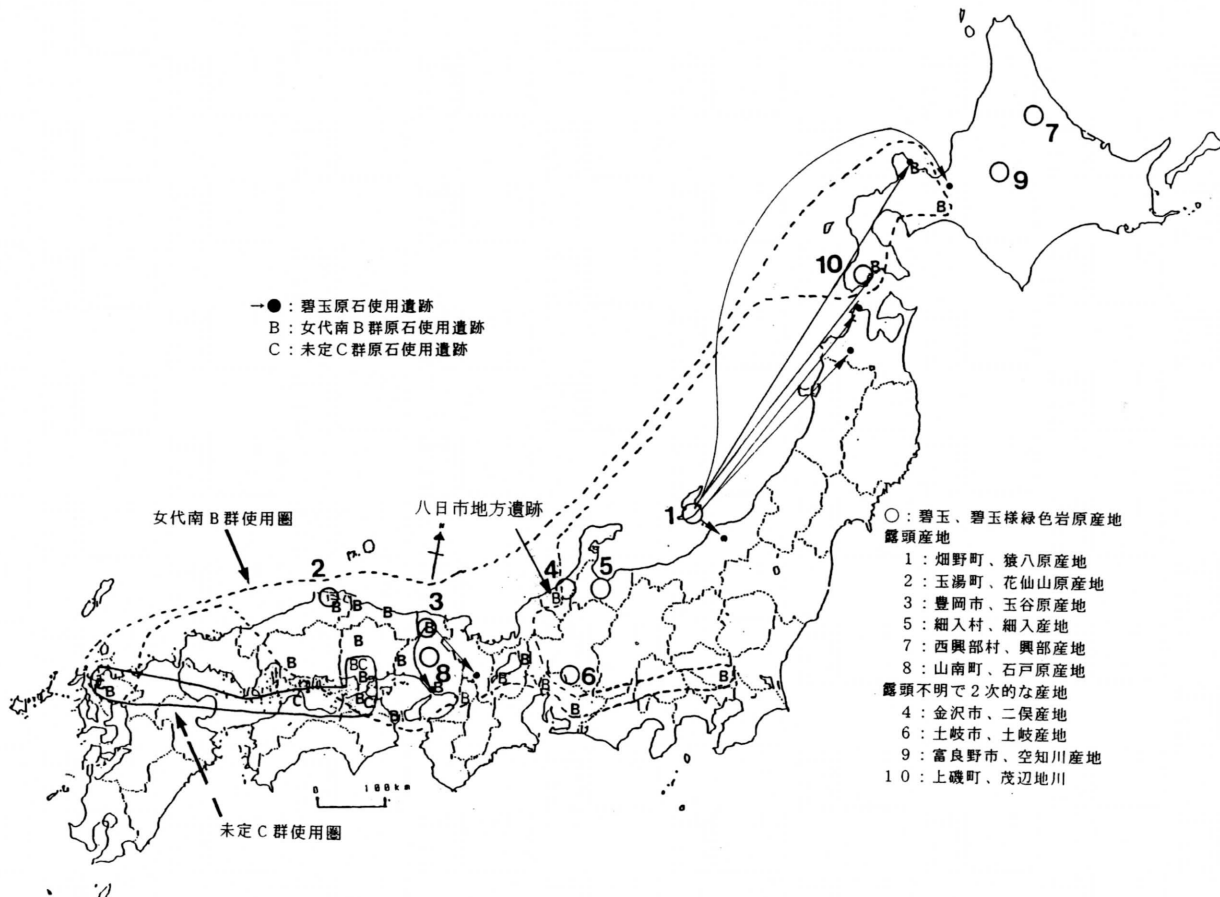 7
9
10
→●：碧玉原石使用遺跡
B：女代南B群原石使用遺跡
C：未定C群原石使用遺跡
B
B
B
女代南B群使用圏
八日市地方遺跡
1
2
3
4
5
6
8
B
B
B
B
B
B
B
BC
B
B
C
C
B
B
B
B
B
B
B
B
0 100km
未定C群使用圏
○：碧玉、碧玉様緑色岩原産地
露頭産地
1：畑野町、猿八原産地
2：玉湯町、花仙山原産地
3：豊岡市、玉谷原産地
5：細入村、細入産地
7：西興部村、興部産地
8：山南町、石戸原産地
露頭不明で2次的な産地
4：金沢市、二俣産地
6：土岐市、土岐産地
9：富良野市、空知川産地
10：上磯町、茂辺地川